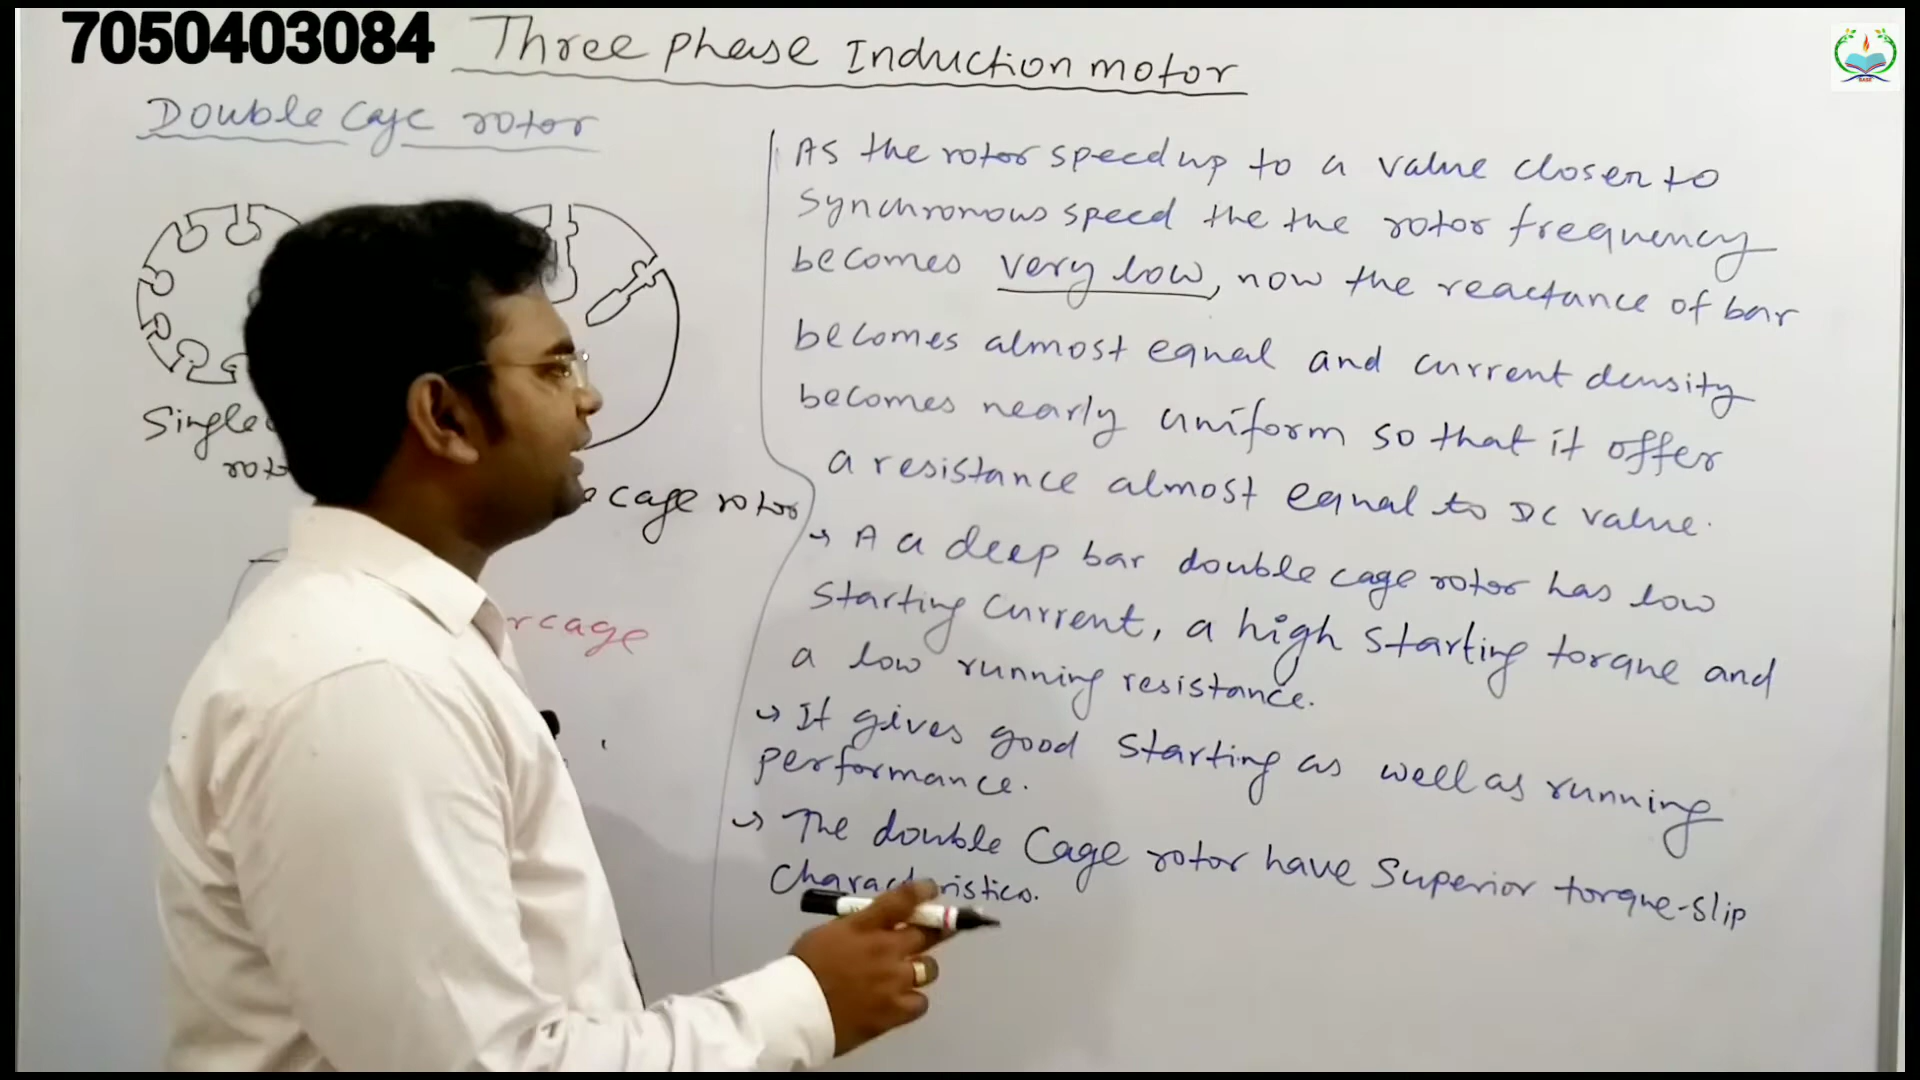 7050403084
Three phase Induction motor
Double cage rotor
Single
cage rotor
cage
As the rotor speed up to a value closer to
synchronous speed the the rotor frequency
becomes very low, now the reactance of bar
becomes almost equal and current density
becomes nearly uniform so that it offer
a resistance almost equal to DC value.
→ A a deep bar double cage rotor has low
starting current, a high starting torque and
a low running resistance.
→ It gives good starting as well as running
performance.
→ The double Cage rotor have superior torque-slip
characteristics.